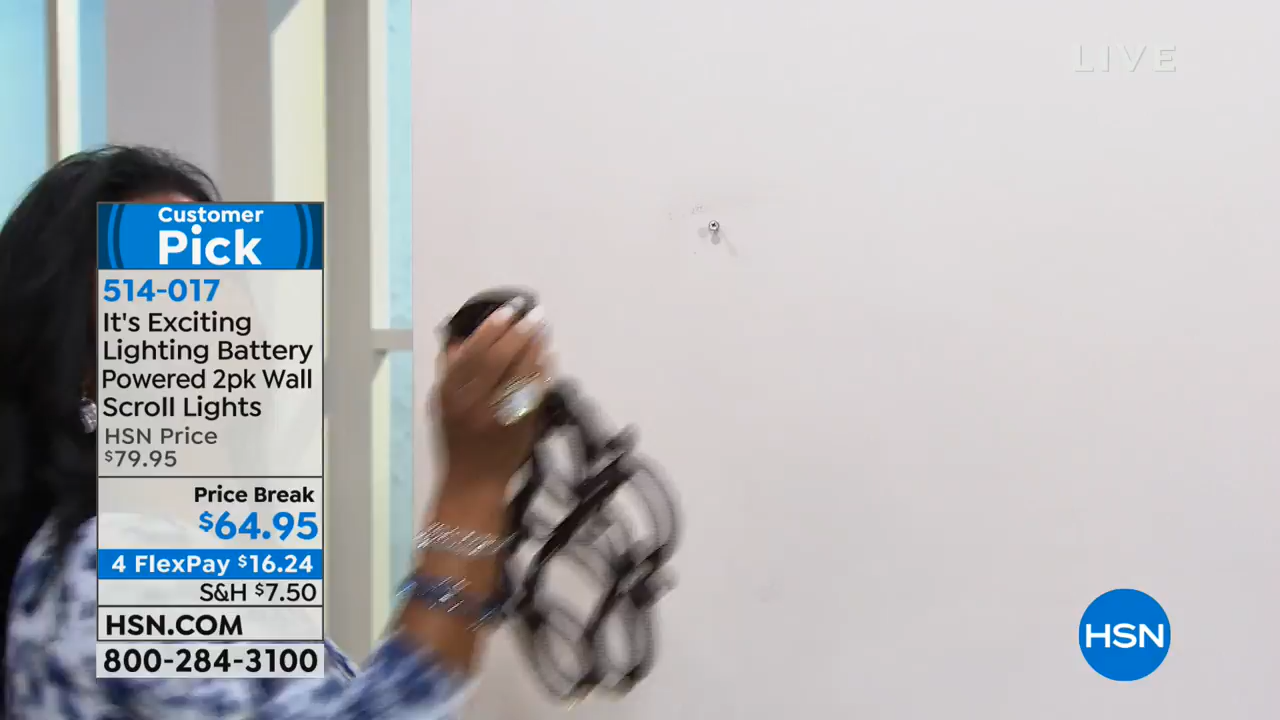 LIVE
Customer
Pick
514-017
It's Exciting
Lighting Battery
Powered 2pk Wall
Scroll Lights
HSN Price
$79.95
Price Break
$64.95
4 FlexPay $16.24
S&H $7.50
HSN.COM
800-284-3100
HSN